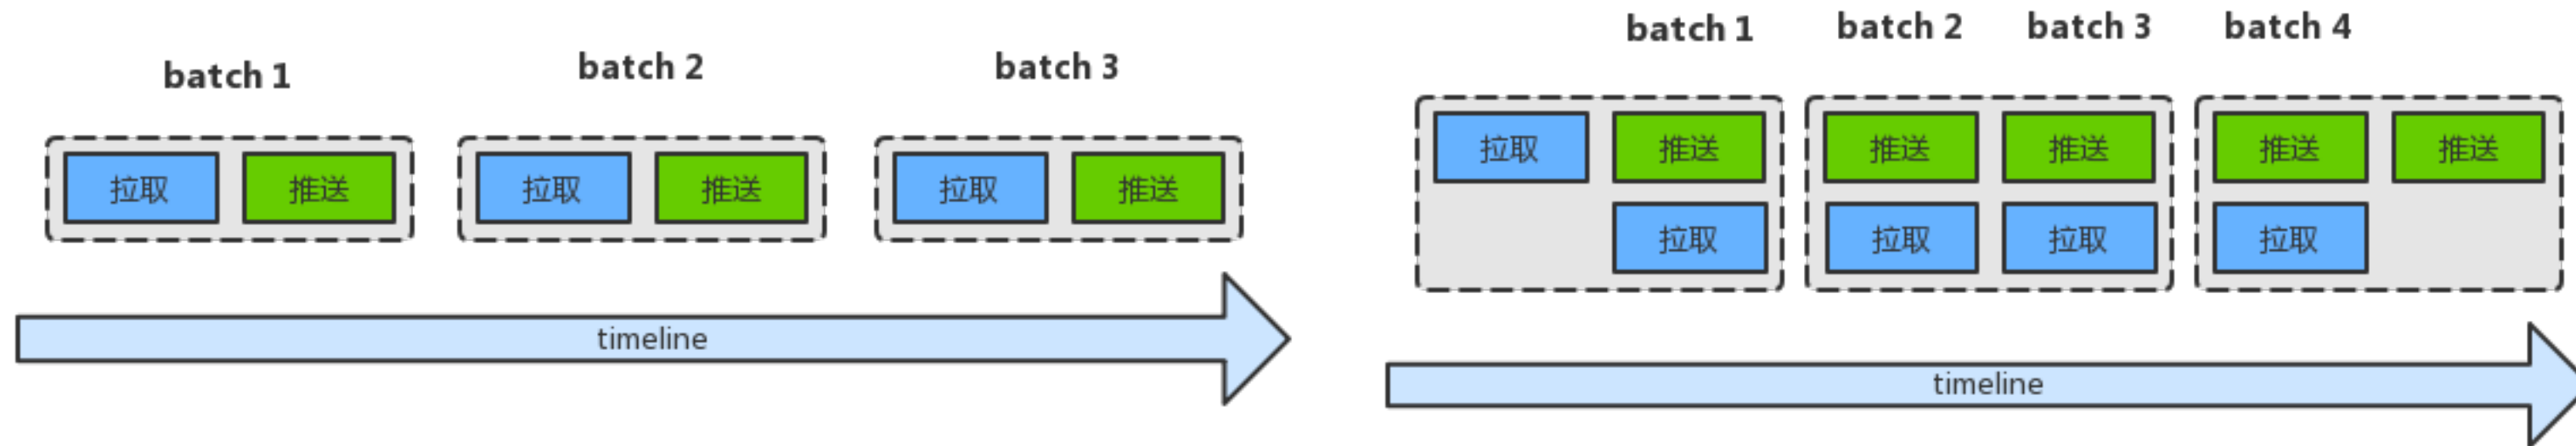 batch 1 batch 2 batch 3
拉取 推送 拉取 推送 拉取 推送
timeline
batch 1 batch 2 batch 3 batch 4
拉取 推送 推送 推送 推送 推送
拉取 拉取 拉取 拉取
timeline